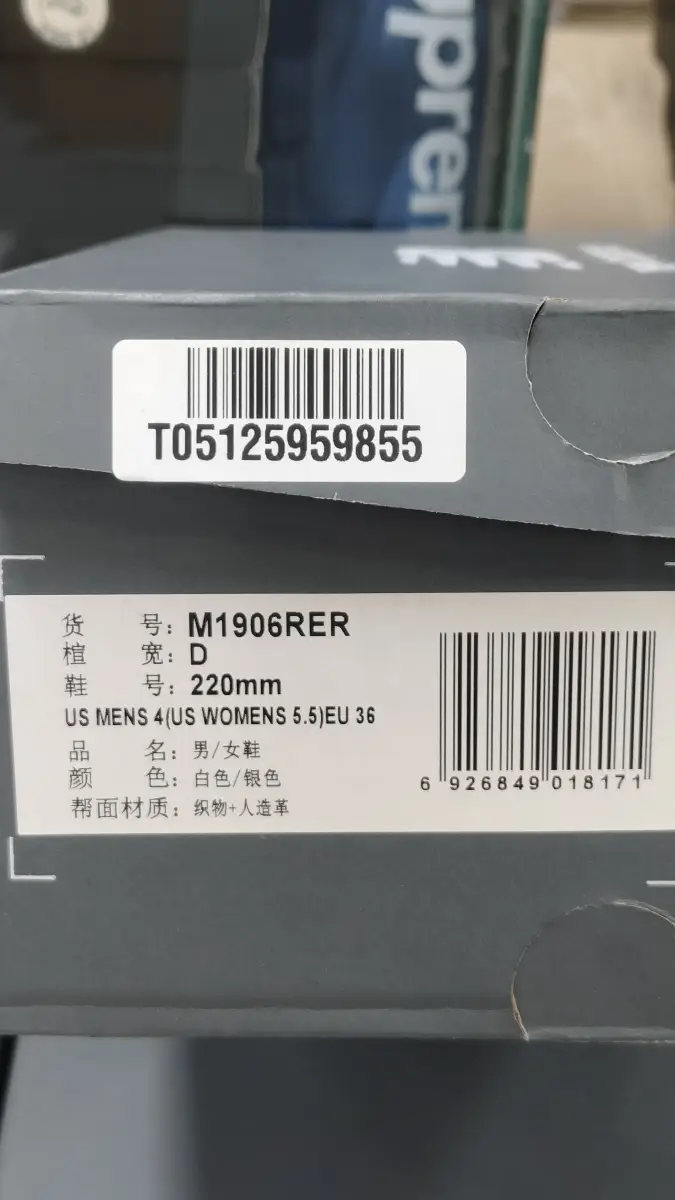 T05125959855
货 号：M1906RER
楦 宽：D
鞋 号：220mm
US MENS 4(US WOMENS 5.5)EU 36
品 名：男/女鞋
颜 色：白色/银色
帮面材质：织物+人造革
6 926849 018171